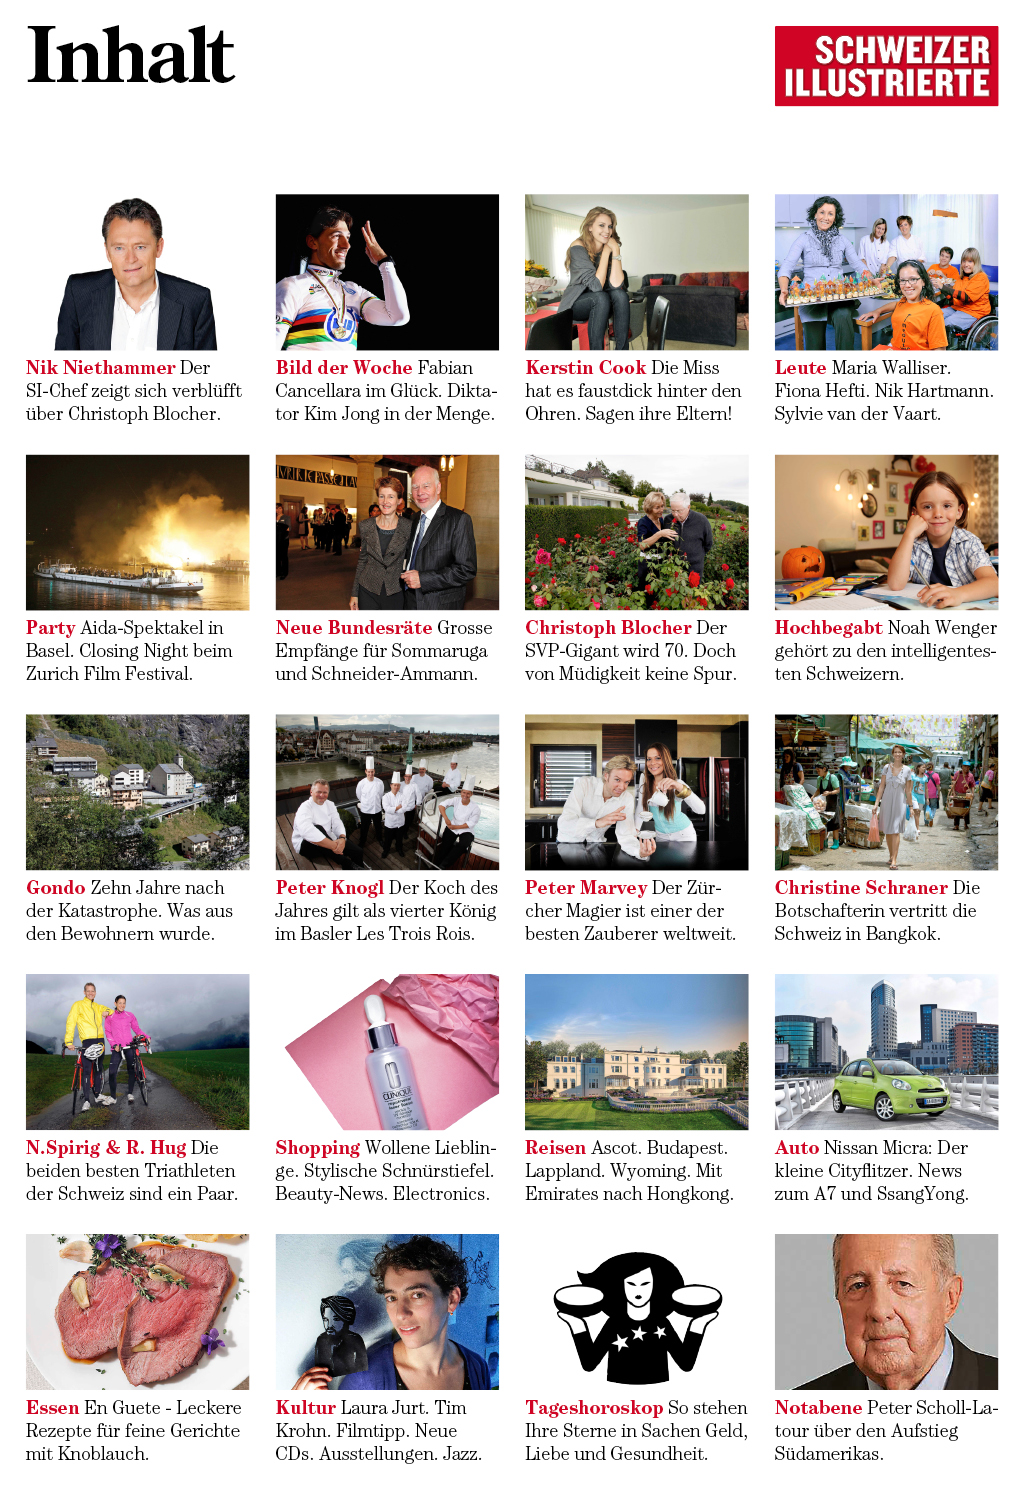 Inhalt
SCHWEIZER
ILLUSTRIERTE
Nik Niethammer Der
SI-Chef zeigt sich verblüfft
über Christoph Blocher.
Bild der Woche Fabian
Cancellara im Glück. Dikta-
tor Kim Jong in der Menge.
Kerstin Cook Die Miss
hat es faustdick hinter den
Ohren. Sagen ihre Eltern!
Leute Maria Walliser.
Fiona Hefti. Nik Hartmann.
Sylvie van der Vaart.
Party Aida-Spektakel in
Basel. Closing Night beim
Zurich Film Festival.
Neue Bundesräte Grosse
Empfänge für Sommaruga
und Schneider-Ammann.
Christoph Blocher Der
SVP-Gigant wird 70. Doch
von Müdigkeit keine Spur.
Hochbegabt Noah Wenger
gehört zu den intelligentes-
ten Schweizern.
Gondo Zehn Jahre nach
der Katastrophe. Was aus
den Bewohnern wurde.
Peter Knogl Der Koch des
Jahres gilt als vierter König
im Basler Les Trois Rois.
Peter Marvey Der Zür-
cher Magier ist einer der
besten Zauberer weltweit.
Christine Schraner Die
Botschafterin vertritt die
Schweiz in Bangkok.
N.Spirig & R. Hug Die
beiden besten Triathleten
der Schweiz sind ein Paar.
CLINIQUE
Shopping Wollene Lieblin-
ge. Stylische Schnürstiefel.
Beauty-News. Electronics.
Reisen Ascot. Budapest.
Lappland. Wyoming. Mit
Emirates nach Hongkong.
Auto Nissan Micra: Der
kleine Cityflitzer. News
zum A7 und SsangYong.
Essen En Guete - Leckere
Rezepte für feine Gerichte
mit Knoblauch.
Kultur Laura Jurt. Tim
Krohn. Filmtipp. Neue
CDs. Ausstellungen. Jazz.
Tageshoroskop So stehen
Ihre Sterne in Sachen Geld,
Liebe und Gesundheit.
Notabene Peter Scholl-La-
tour über den Aufstieg
Südamerikas.